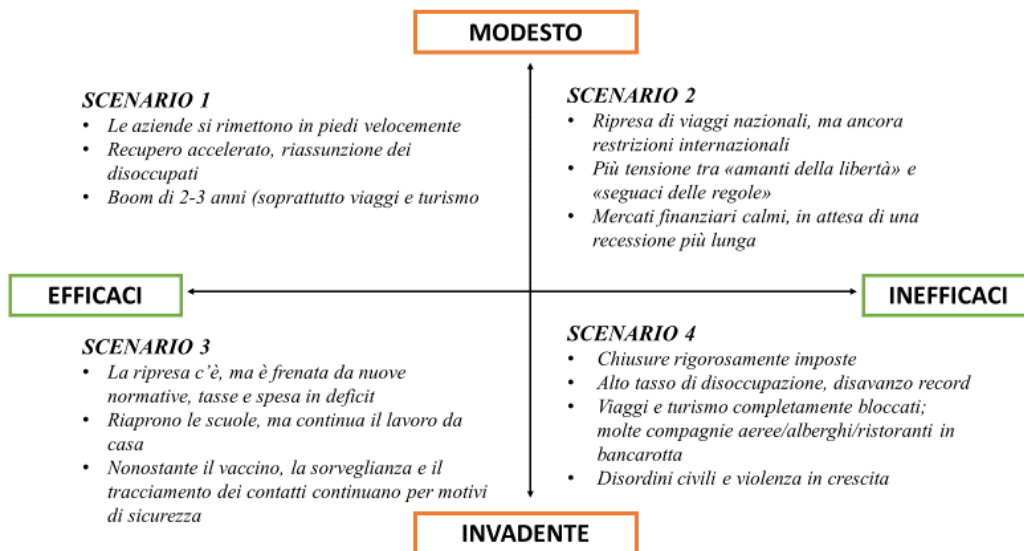 MODESTO
SCENARIO 1
• Le aziende si rimettono in piedi velocemente
• Recupero accelerato, riassunzione dei
disoccupati
• Boom di 2-3 anni (soprattutto viaggi e turismo
SCENARIO 2
• Ripresa di viaggi nazionali, ma ancora
restrizioni internazionali
• Più tensione tra «amanti della libertà» e
«seguaci delle regole»
• Mercati finanziari calmi, in attesa di una
recessione più lunga
EFFICACI
INEFFICACI
SCENARIO 3
• La ripresa c’è, ma è frenata da nuove
normative, tasse e spesa in deficit
• Riaprono le scuole, ma continua il lavoro da
casa
• Nonostante il vaccino, la sorveglianza e il
tracciamento dei contatti continuano per motivi
di sicurezza
SCENARIO 4
• Chiusure rigorosamente imposte
• Alto tasso di disoccupazione, disavanzo record
• Viaggi e turismo completamente bloccati;
molte compagnie aeree/alberghi/ristoranti in
bancarotta
• Disordini civili e violenza in crescita
INVADENTE